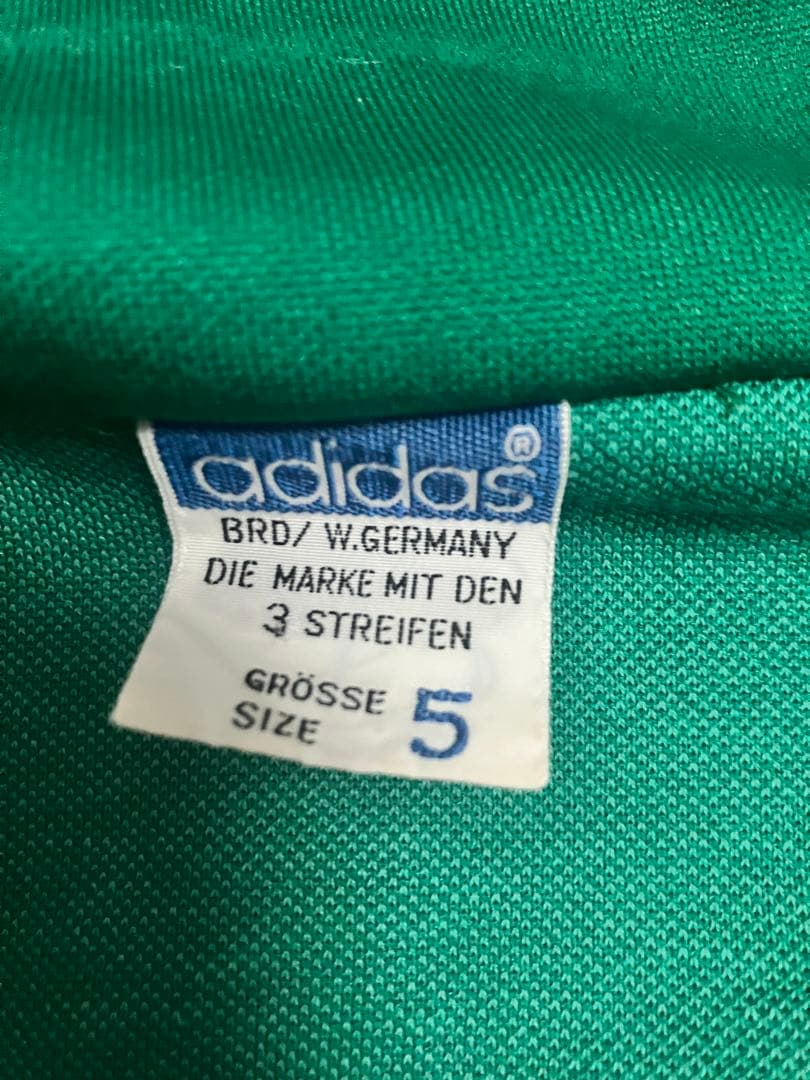 adidas®
BRD/ W.GERMANY
DIE MARKE MIT DEN
3 STREIFEN
GRÖSSE
SIZE 5